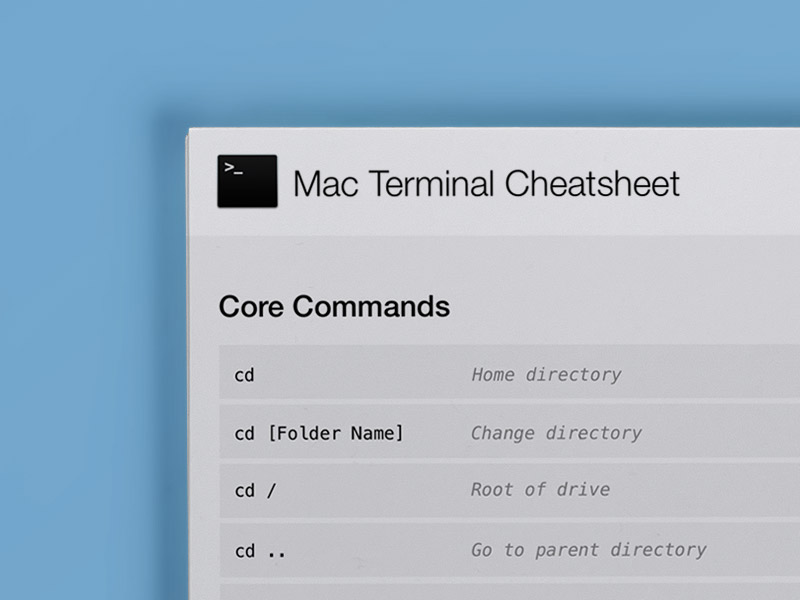 >_
Mac Terminal Cheatsheet
Core Commands
cd Home directory
cd [Folder Name] Change directory
cd / Root of drive
cd .. Go to parent directory